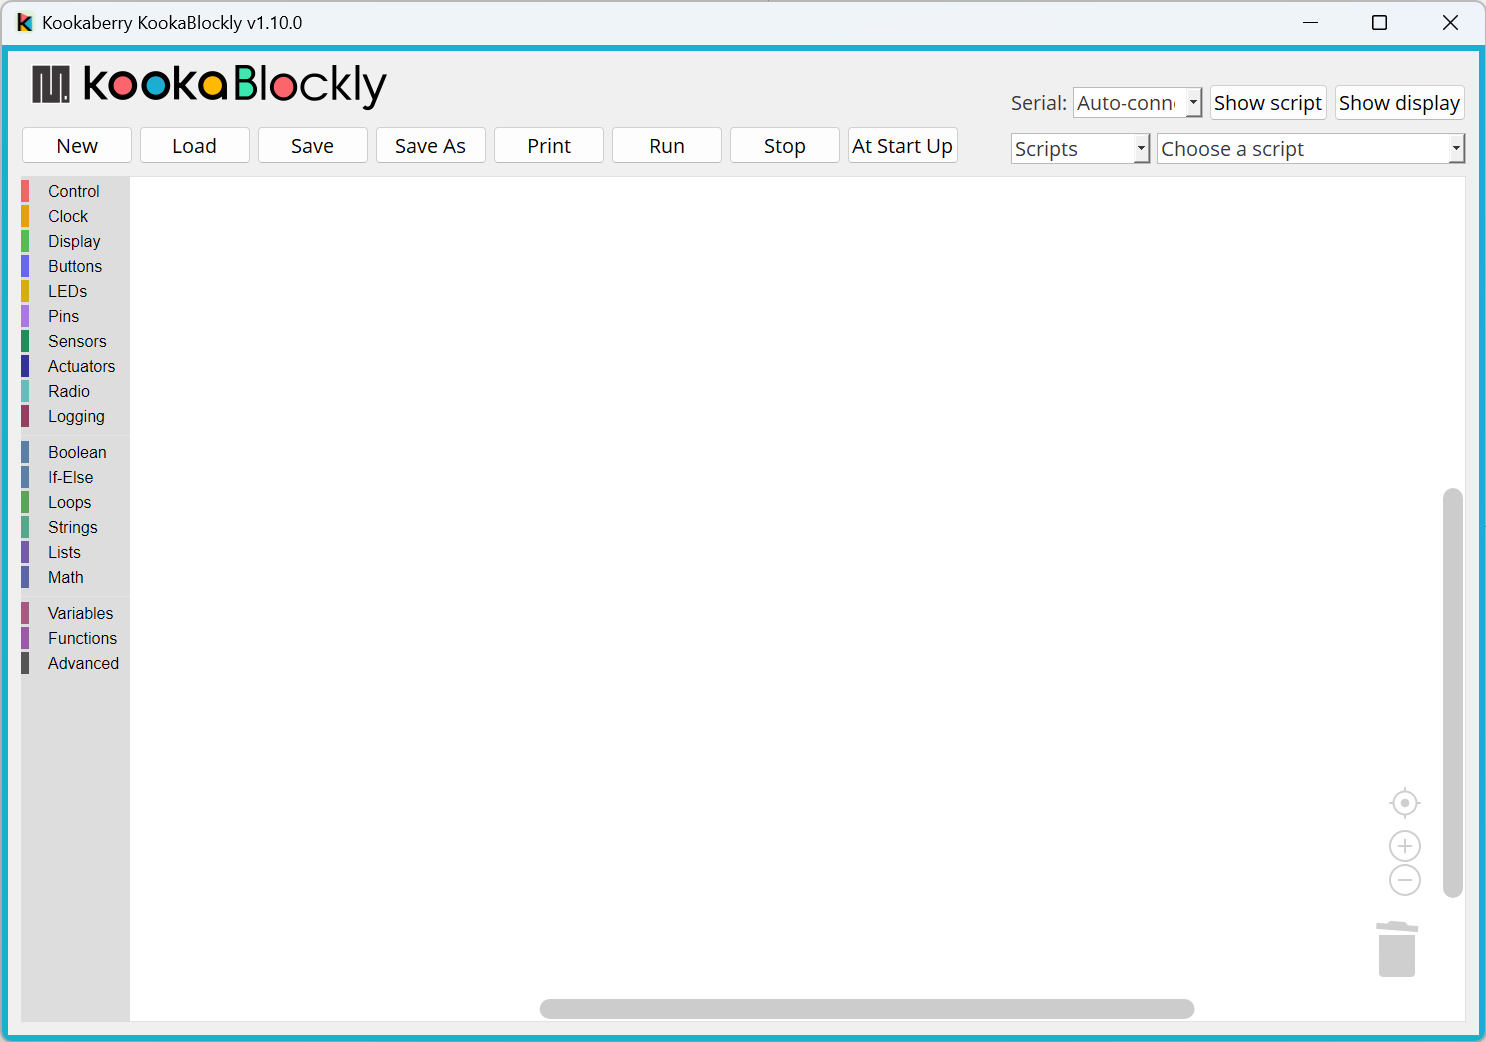 Kookaberry KookaBlockly v1.10.0
kookaBlockly
Serial: Auto-conn Show script Show display
New Load Save Save As Print Run Stop At Start Up Scripts Choose a script
Control
Clock
Display
Buttons
LEDs
Pins
Sensors
Actuators
Radio
Logging
Boolean
If-Else
Loops
Strings
Lists
Math
Variables
Functions
Advanced